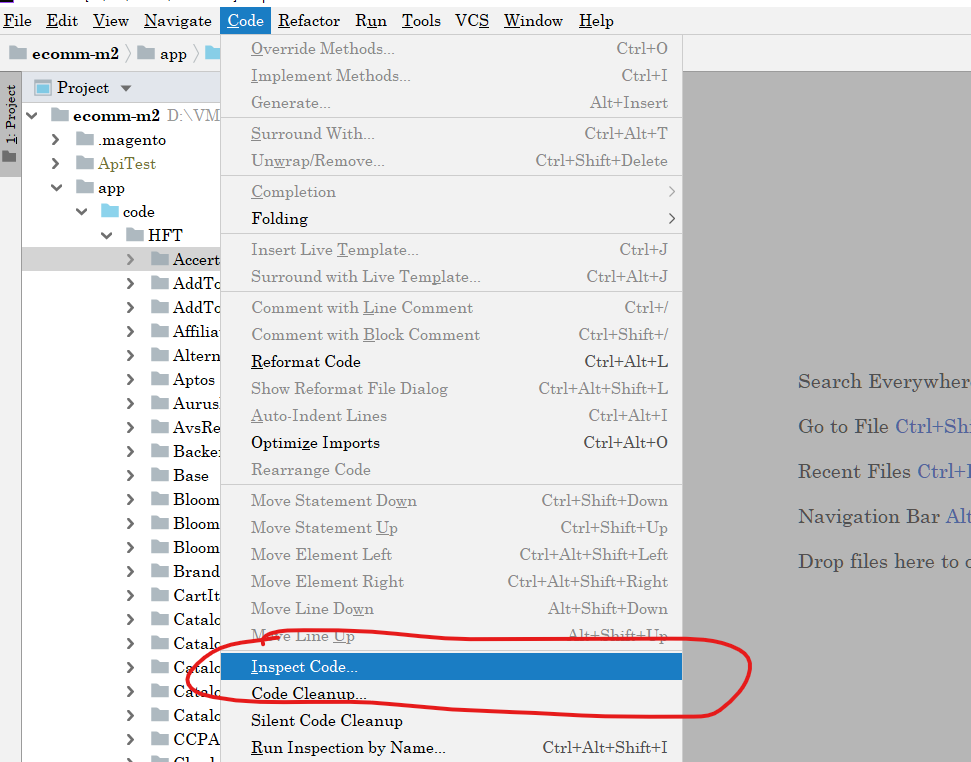 File Edit View Navigate Code Refactor Run Tools VCS Window Help
ecomm-m2 app
1: Project
Project
ecomm-m2 D:\VM
.magento
ApiTest
app
code
HFT
Accert
AddTo
AddTo
Affilia
Altern
Aptos
Aurus
AvsRe
Backe
Base
Bloom
Bloom
Bloom
Brand
CartIt
Catalo
Catalo
Catalo
Catalo
Catalo
CCPA
Override Methods... Ctrl+O
Implement Methods... Ctrl+I
Generate... Alt+Insert
Surround With... Ctrl+Alt+T
Unwrap/Remove... Ctrl+Shift+Delete
Completion
Folding
Insert Live Template... Ctrl+J
Surround with Live Template... Ctrl+Alt+J
Comment with Line Comment Ctrl+/
Comment with Block Comment Ctrl+Shift+/
Reformat Code Ctrl+Alt+L
Show Reformat File Dialog Ctrl+Alt+Shift+L
Auto-Indent Lines Ctrl+Alt+I
Optimize Imports Ctrl+Alt+O
Rearrange Code
Move Statement Down Ctrl+Shift+Down
Move Statement Up Ctrl+Shift+Up
Move Element Left Ctrl+Alt+Shift+Left
Move Element Right Ctrl+Alt+Shift+Right
Move Line Down Alt+Shift+Down
Move Line Up Alt+Shift+Up
Inspect Code...
Code Cleanup...
Silent Code Cleanup
Run Inspection by Name... Ctrl+Alt+Shift+I
Search Everywher
Go to File Ctrl+Shi
Recent Files Ctrl+
Navigation Bar Alt
Drop files here to